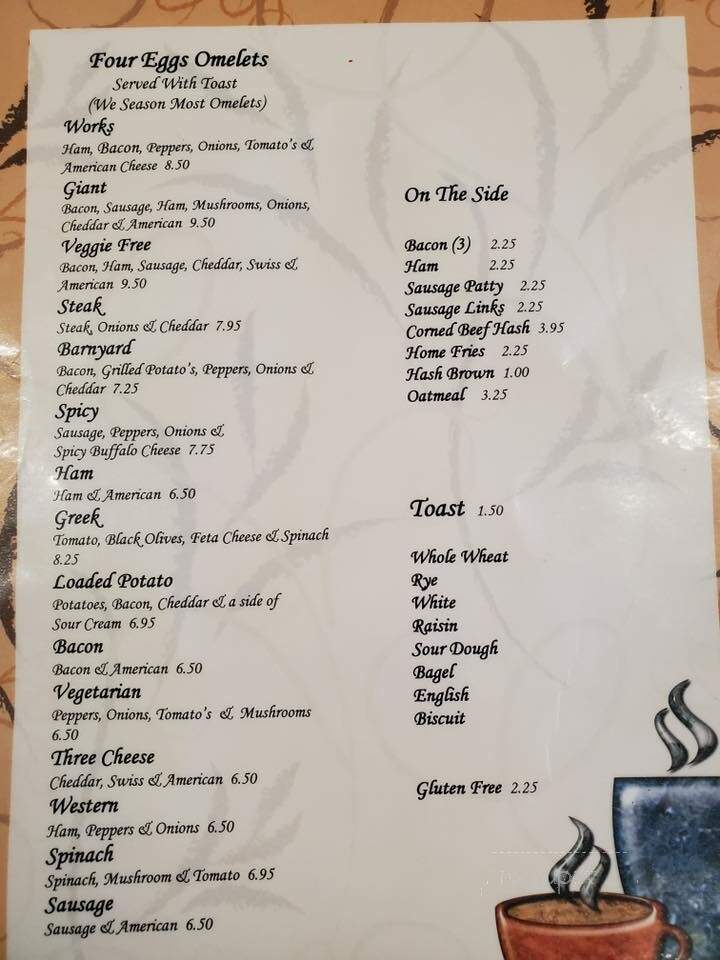 Four Eggs Omelets
Served With Toast
(We Season Most Omelets)
Works
Ham, Bacon, Peppers, Onions, Tomato's &
American Cheese 8.50
Giant
Bacon, Sausage, Ham, Mushrooms, Onions,
Cheddar & American 9.50
Veggie Free
Bacon, Ham, Sausage, Cheddar, Swiss &
American 9.50
Steak
Steak, Onions & Cheddar 7.95
Barnyard
Bacon, Grilled Potato's, Peppers, Onions &
Cheddar 7.25
Spicy
Sausage, Peppers, Onions &
Spicy Buffalo Cheese 7.75
Ham
Ham & American 6.50
Greek
Tomato, Black Olives, Feta Cheese & Spinach
8.25
Loaded Potato
Potatoes, Bacon, Cheddar & a side of
Sour Cream 6.95
Bacon
Bacon & American 6.50
Vegetarian
Peppers, Onions, Tomato's & Mushrooms
6.50
Three Cheese
Cheddar, Swiss & American 6.50
Western
Ham, Peppers & Onions 6.50
Spinach
Spinach, Mushroom & Tomato 6.95
Sausage
Sausage & American 6.50
On The Side
Bacon (3) 2.25
Ham 2.25
Sausage Patty 2.25
Sausage Links 2.25
Corned Beef Hash 3.95
Home Fries 2.25
Hash Brown 1.00
Oatmeal 3.25
Toast 1.50
Whole Wheat
Rye
White
Raisin
Sour Dough
Bagel
English
Biscuit
Gluten Free 2.25